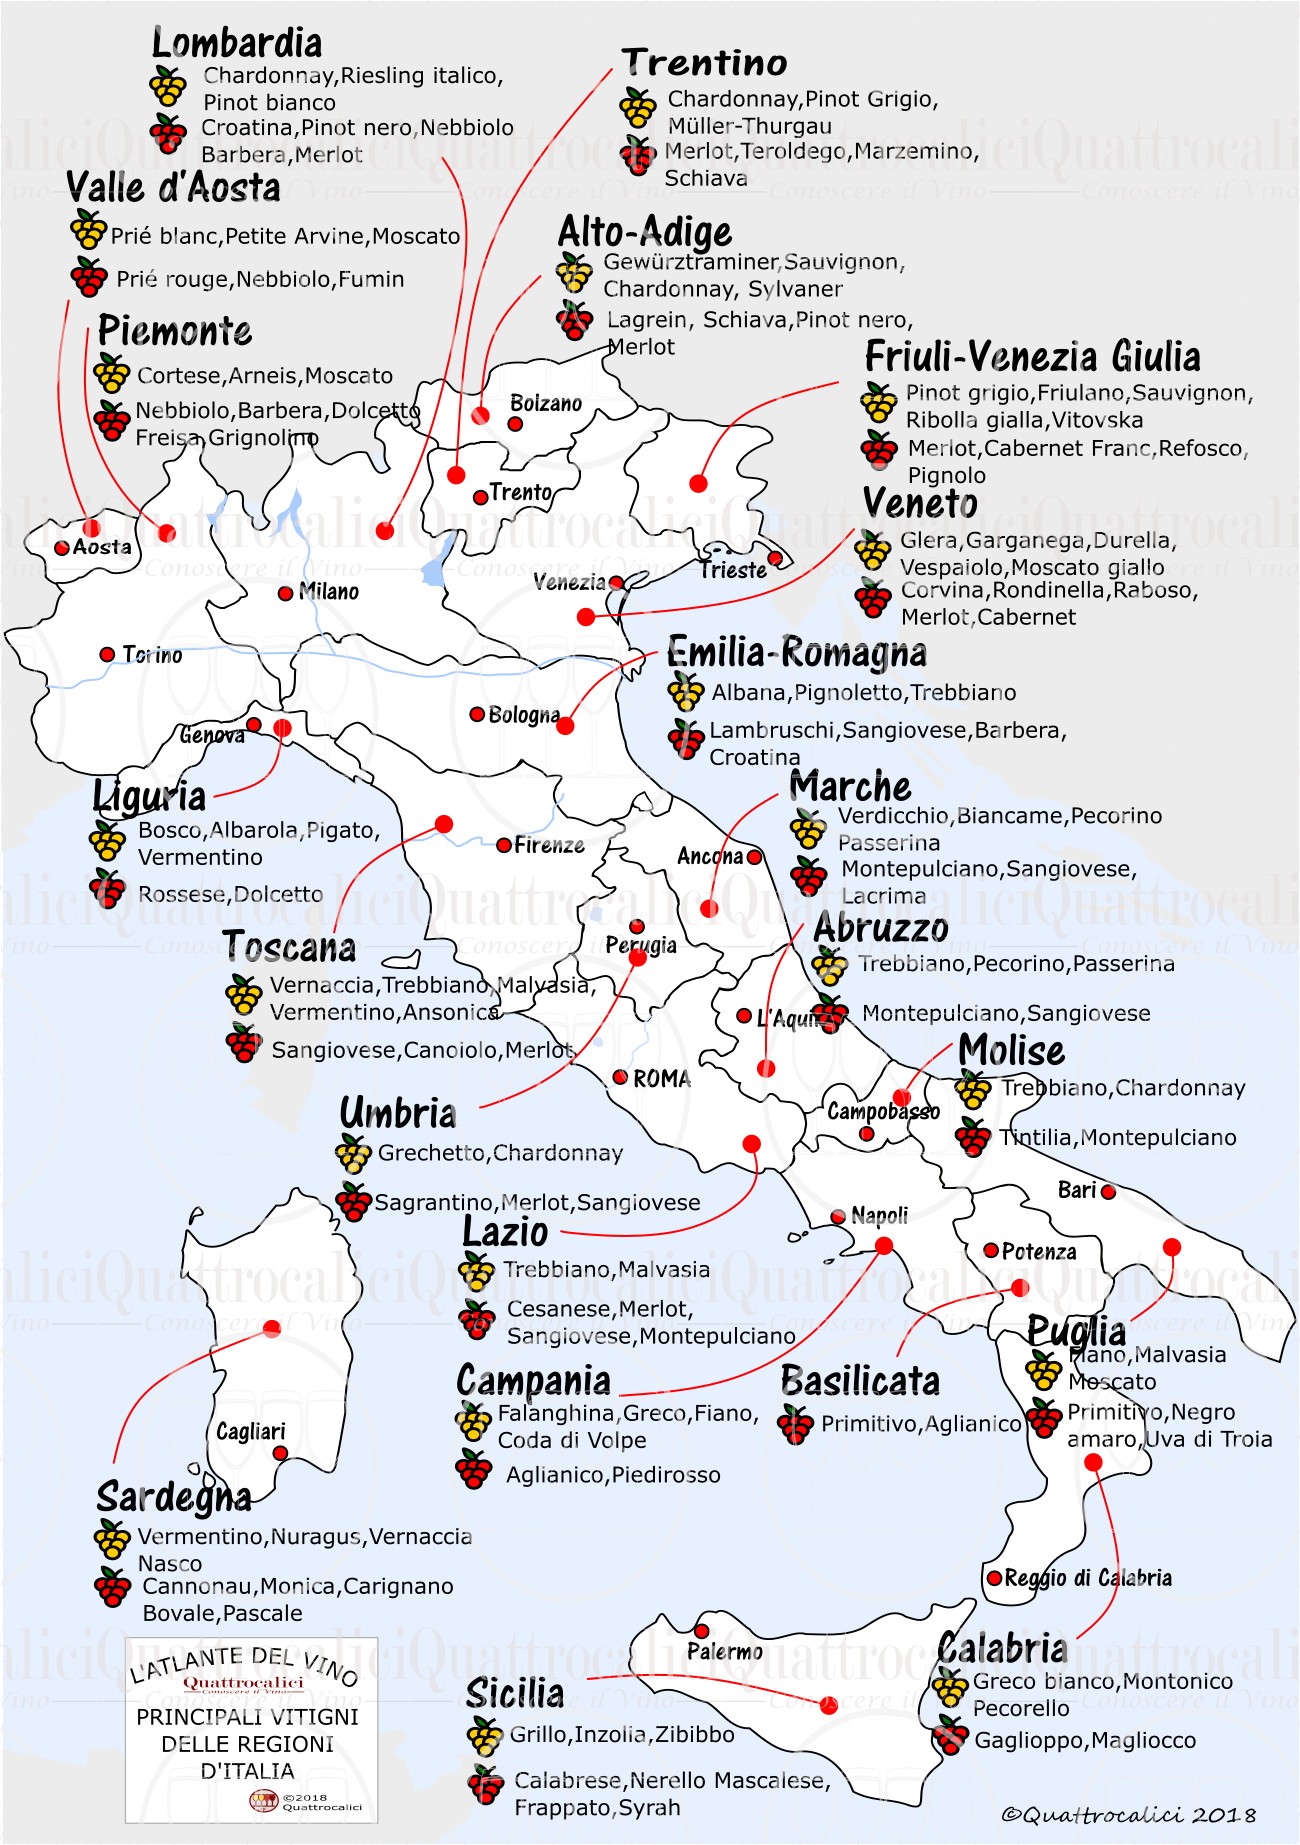 Lombardia
Chardonnay,Riesling italico,
Pinot bianco
Croatina,Pinot nero,Nebbiolo
Barbera,Merlot
Trentino
Chardonnay,Pinot Grigio,
Müller-Thurgau
Merlot,Teroldego,Marzemino,
Schiava
Valle d'Aosta
Prié blanc,Petite Arvine,Moscato
Prié rouge,Nebbiolo,Fumin
Alto-Adige
Gewürztraminer,Sauvignon,
Chardonnay, Sylvaner
Lagrein, Schiava,Pinot nero,
Merlot
Piemonte
Cortese,Arneis,Moscato
Nebbiolo,Barbera,Dolcetto
Freisa,Grignolino
Friuli-Venezia Giulia
Pinot grigio,Friulano,Sauvignon,
Ribolla gialla,Vitovska
Merlot,Cabernet Franc,Refosco,
Pignolo
Bolzano
Trento
Aosta
Veneto
Glera,Garganega,Durella,
Vespaiolo,Moscato giallo
Corvina,Rondinella,Raboso,
Merlot,Cabernet
Trieste
Venezia
Milano
Torino
Emilia-Romagna
Albana,Pignoletto,Trebbiano
Lambruschi,Sangiovese,Barbera,
Croatina
Bologna
Genova
Liguria
Bosco,Albarola,Pigato,
Vermentino
Rossese,Dolcetto
Marche
Verdicchio,Biancame,Pecorino
Passerina
Montepulciano,Sangiovese,
Lacrima
Firenze
Ancona
Toscana
Vernaccia,Trebbiano,Malvasia,
Vermentino,Ansonica
Sangiovese,Canoiolo,Merlot,
Perugia
Abruzzo
Trebbiano,Pecorino,Passerina
Montepulciano,Sangiovese
L'Aquila
ROMA
Molise
Trebbiano,Chardonnay
Tintilia,Montepulciano
Campobasso
Umbria
Grechetto,Chardonnay
Sagrantino,Merlot,Sangiovese
Bari
Napoli
Potenza
Lazio
Trebbiano,Malvasia
Cesanese,Merlot,
Sangiovese,Montepulciano
Puglia
Fiano,Malvasia
Moscato
Primitivo,Negro
amaro,Uva di Troia
Campania
Falanghina,Greco,Fiano,
Coda di Volpe
Aglianico,Piedirosso
Basilicata
Primitivo,Aglianico
Cagliari
Sardegna
Vermentino,Nuragus,Vernaccia
Nasco
Cannonau,Monica,Carignano
Bovale,Pascale
Reggio di Calabria
Palermo
Calabria
Greco bianco,Montonico
Pecorello
Gaglioppo,Magliocco
Sicilia
Grillo,Inzolia,Zibibbo
Calabrese,Nerello Mascalese,
Frappato,Syrah
L'ATLANTE DEL VINO
Quattrocalici
Conoscere il Vino
PRINCIPALI VITIGNI
DELLE REGIONI
D'ITALIA
©2018
Quattrocalici
©Quattrocalici 2018